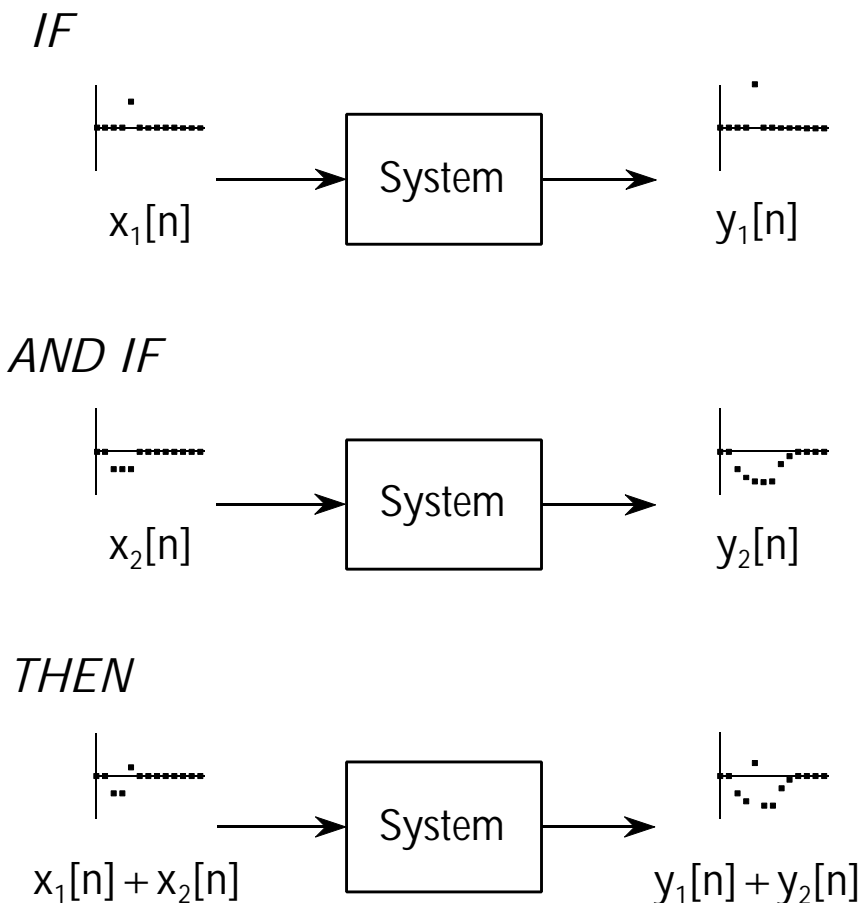 IF
System
x₁[n]
y₁[n]
AND IF
System
x₂[n]
y₂[n]
THEN
System
x₁[n] + x₂[n]
y₁[n] + y₂[n]